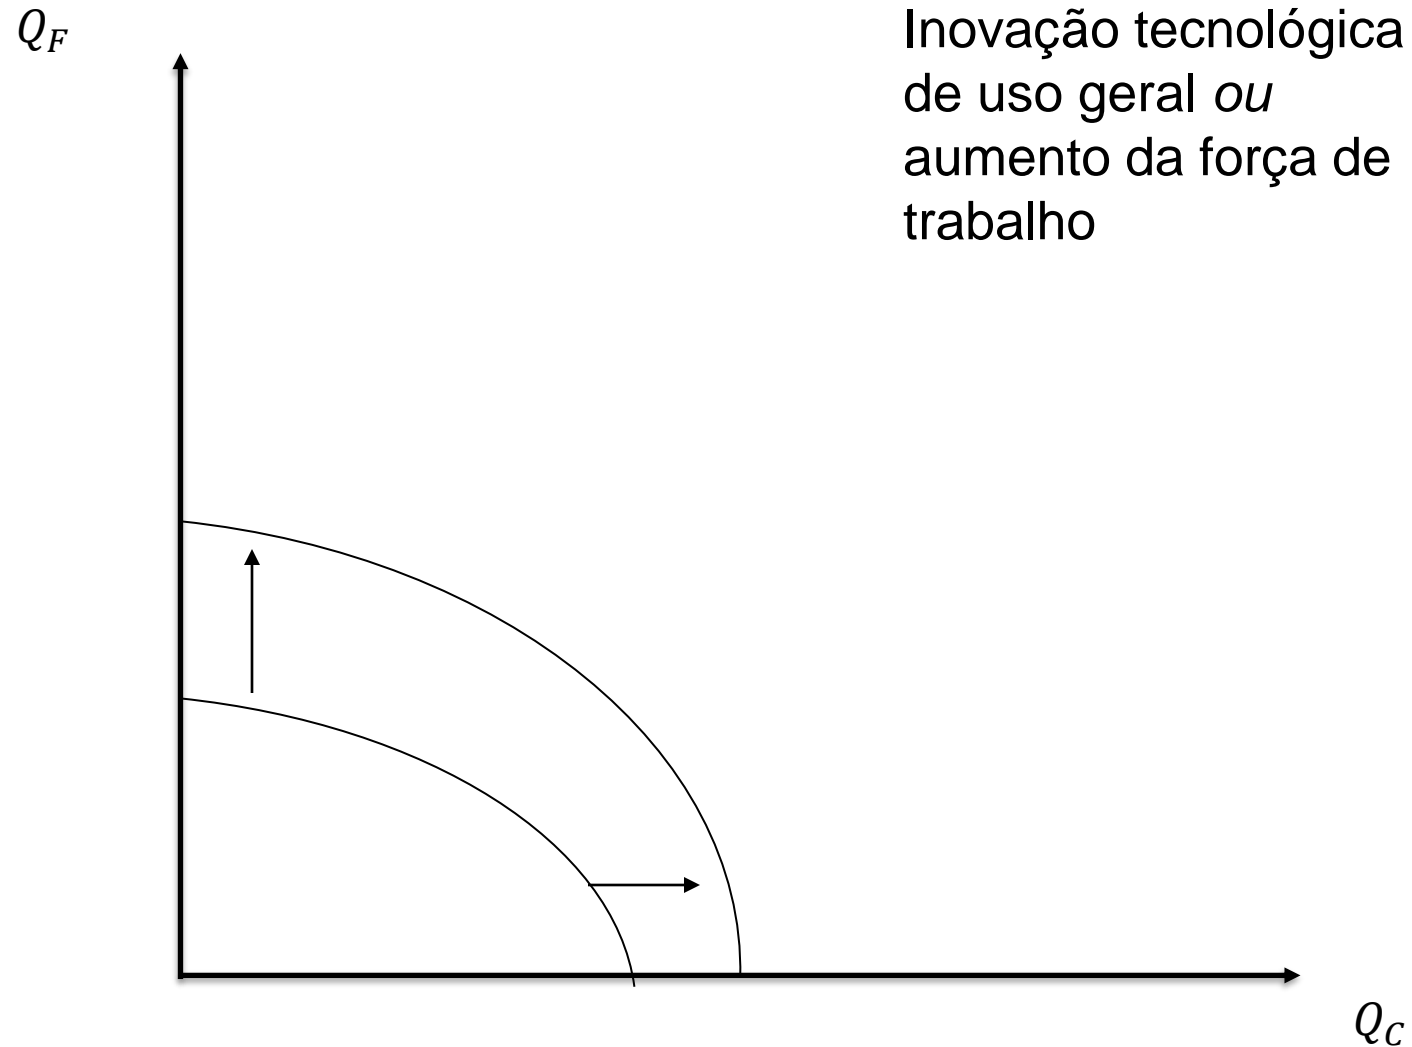 Q_F
Inovação tecnológica
de uso geral ou
aumento da força de
trabalho
Q_C